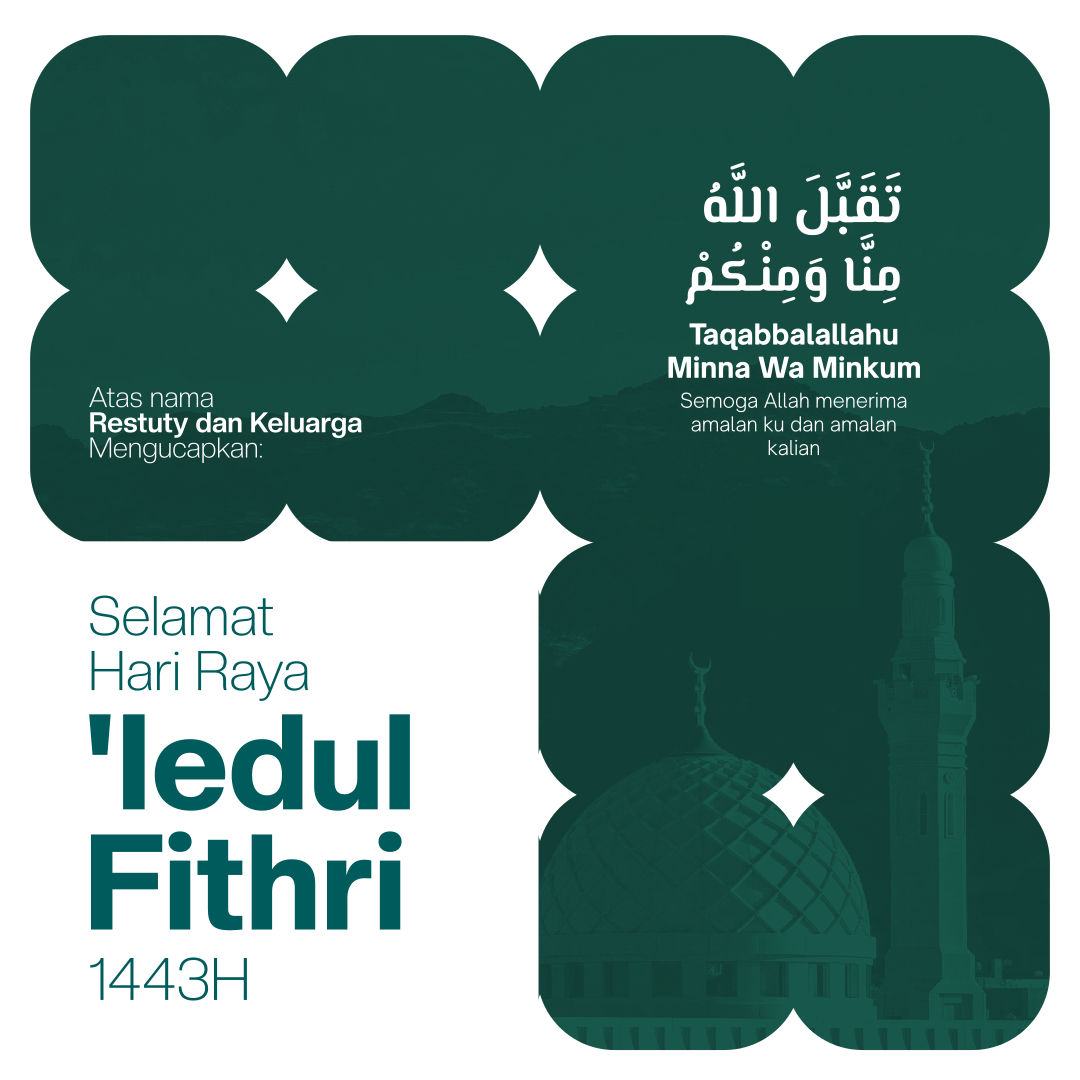 تَقَبَّلَ اللَّهُ
مِنَّا وَمِنْكُمْ
Taqabbalallahu
Minna Wa Minkum
Semoga Allah menerima
amalan ku dan amalan
kalian
Atas nama
Restuty dan Keluarga
Mengucapkan:
Selamat
Hari Raya
'Iedul
Fithri
1443H